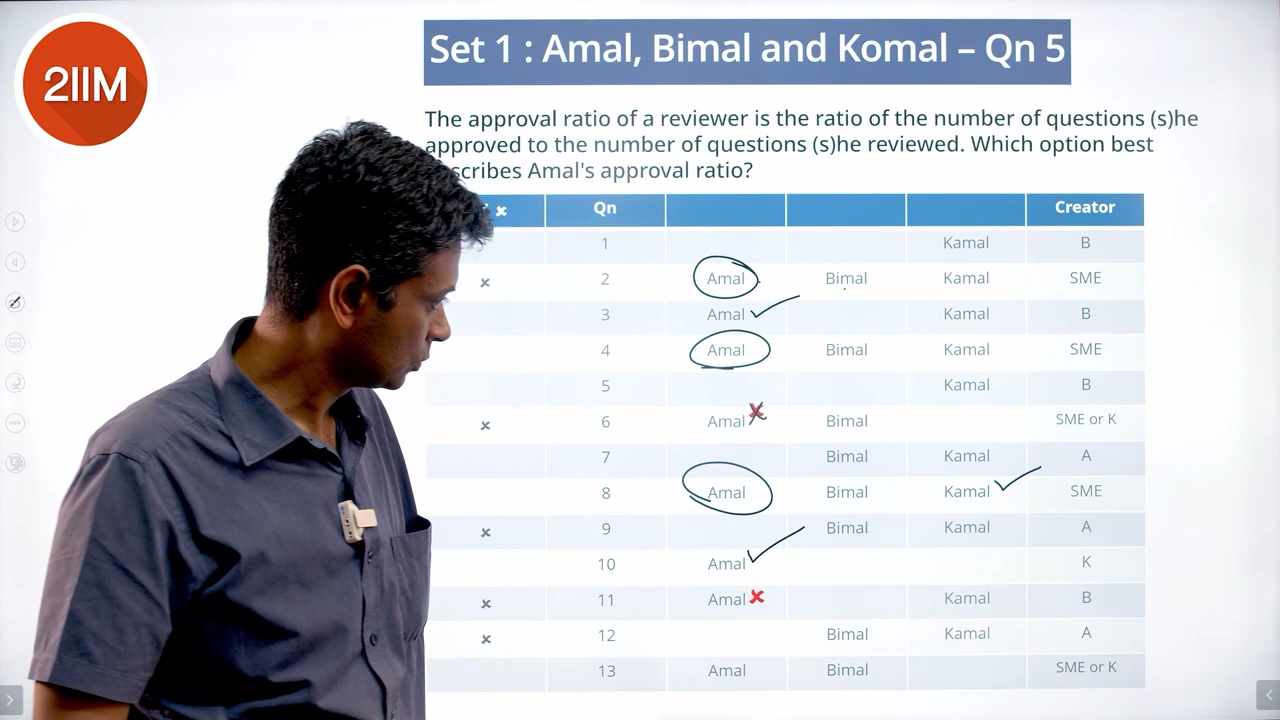 2IIM
Set 1 : Amal, Bimal and Komal – Qn 5
The approval ratio of a reviewer is the ratio of the number of questions (s)he
approved to the number of questions (s)he reviewed. Which option best
scribes Amal's approval ratio?
Qn Creator
1 Kamal B
2 Amal Bimal Kamal SME
3 Amal Kamal B
4 Amal Bimal Kamal SME
5 Kamal B
6 Amal Bimal SME or K
7 Bimal Kamal A
8 Amal Bimal Kamal SME
9 Bimal Kamal A
10 Amal K
11 Amal Kamal B
12 Bimal Kamal A
13 Amal Bimal SME or K